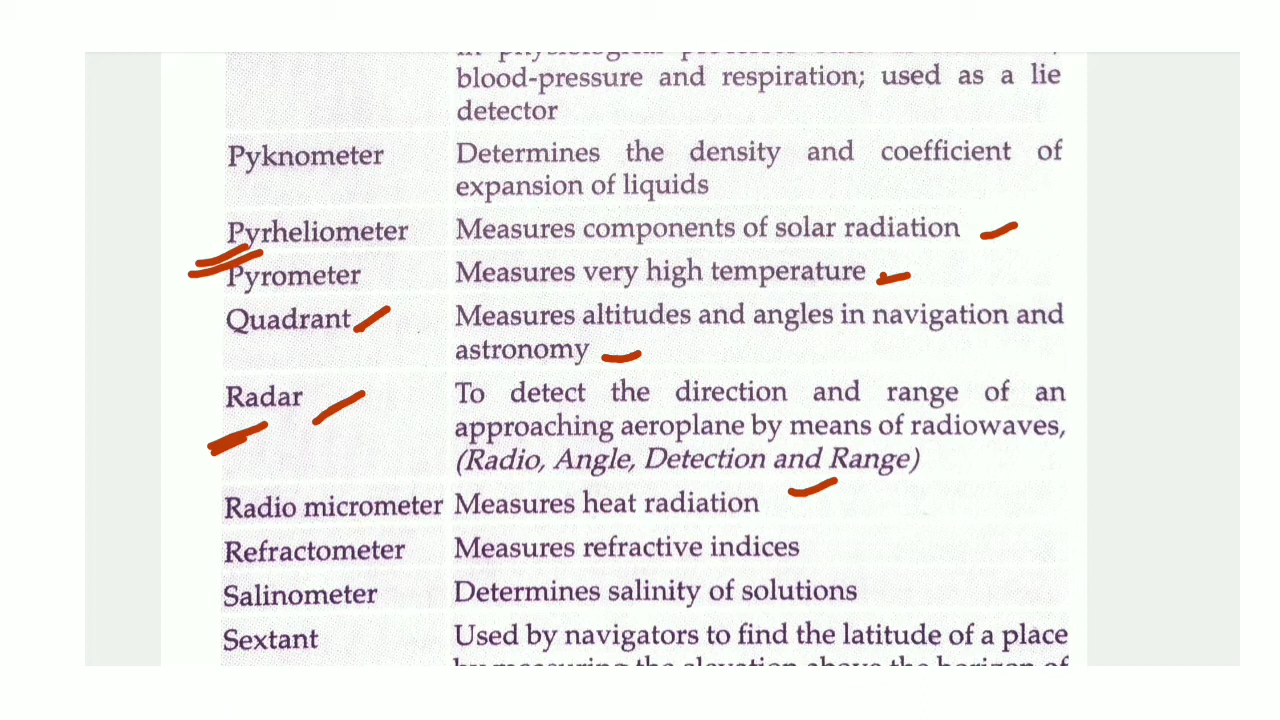 blood-pressure and respiration; used as a lie
detector
Pyknometer Determines the density and coefficient of
expansion of liquids
Pyrheliometer Measures components of solar radiation
Pyrometer Measures very high temperature
Quadrant Measures altitudes and angles in navigation and
astronomy
Radar To detect the direction and range of an
approaching aeroplane by means of radiowaves,
(Radio, Angle, Detection and Range)
Radio micrometer Measures heat radiation
Refractometer Measures refractive indices
Salinometer Determines salinity of solutions
Sextant Used by navigators to find the latitude of a place